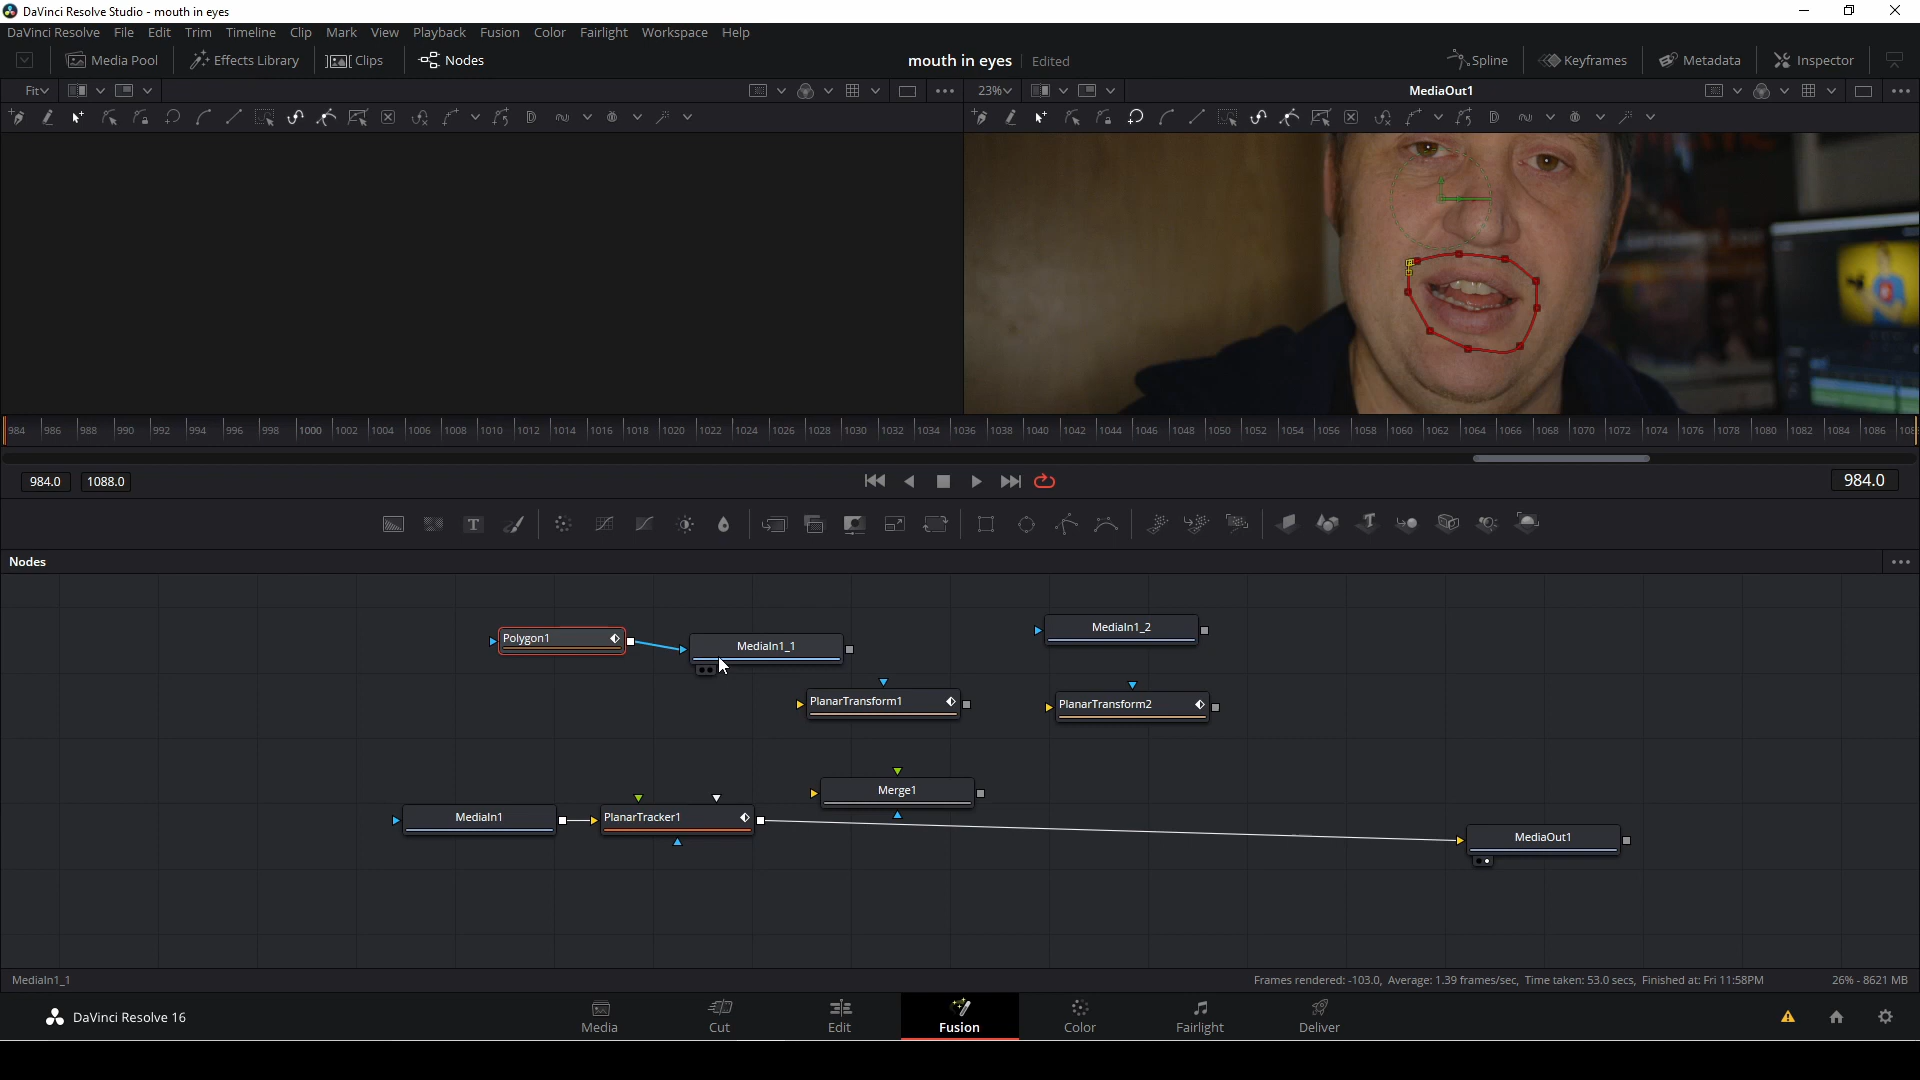 DaVinci Resolve Studio - mouth in eyes
DaVinci Resolve File Edit Trim Timeline Clip Mark View Playback Fusion Color Fairlight Workspace Help
Media Pool Effects Library Clips Nodes mouth in eyes Edited Spline Keyframes Metadata Inspector
Fit 23% MediaOut1
984 986 988 990 992 994 996 998 1000 1002 1004 1006 1008 1010 1012 1014 1016 1018 1020 1022 1024 1026 1028 1030 1032 1034 1036 1038 1040 1042 1044 1046 1048 1050 1052 1054 1056 1058 1060 1062 1064 1066 1068 1070 1072 1074 1076 1078 1080 1082 1084 1086
984.0 1088.0 984.0
Nodes
Polygon1 MediaIn1_1 MediaIn1_2
PlanarTransform1 PlanarTransform2
Merge1
MediaIn1 PlanarTracker1 MediaOut1
MediaIn1_1 Frames rendered: -103.0, Average: 1.39 frames/sec, Time taken: 53.0 secs, Finished at: Fri 11:58PM 26% - 8621 MB
DaVinci Resolve 16 Media Cut Edit Fusion Color Fairlight Deliver